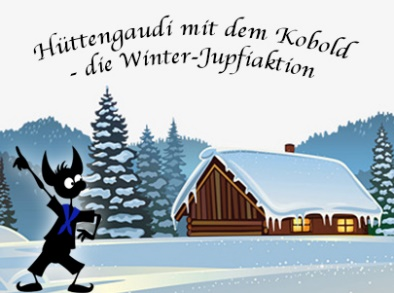 Hüttengaudi mit dem Kobold
- die Winter-Jupfiaktion